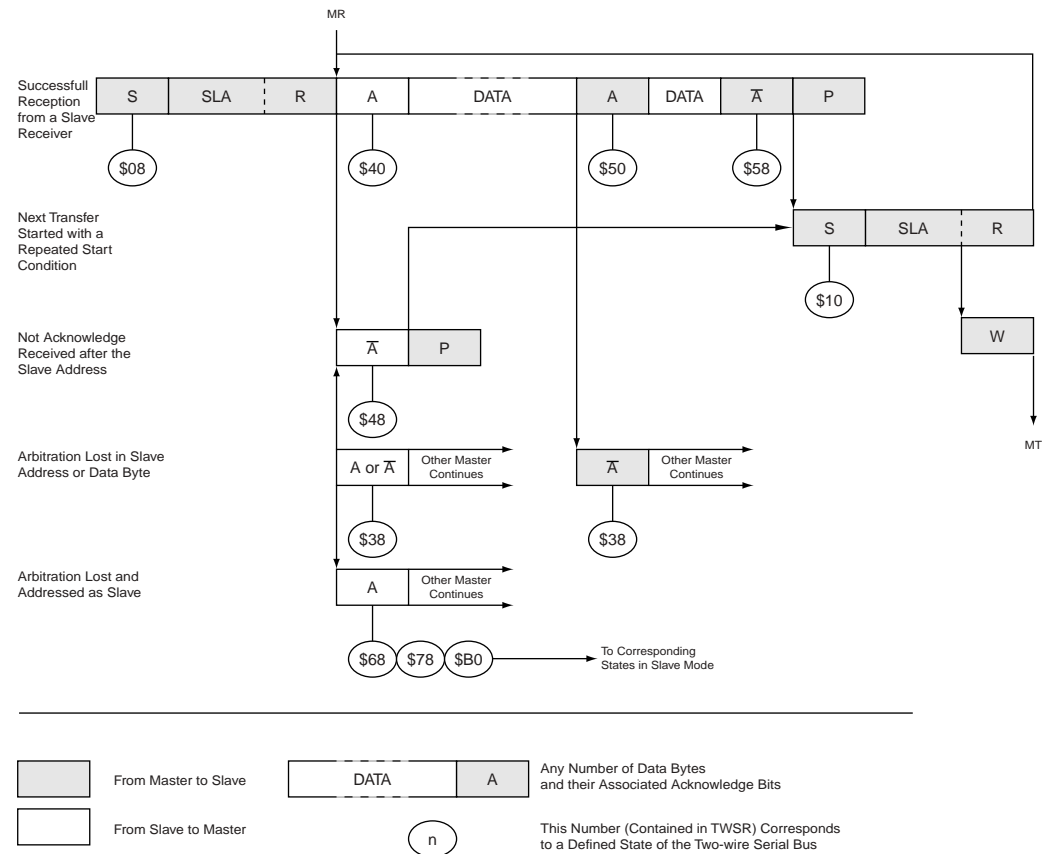 MR
Successfull
Reception
from a Slave
Receiver
S SLA R A DATA A DATA A̅ P
$08 $40 $50 $58
Next Transfer
Started with a
Repeated Start
Condition
S SLA R
$10
Not Acknowledge
Received after the
Slave Address
A̅ P
W
$48
MT
Arbitration Lost in Slave
Address or Data Byte
A or A̅ Other Master
Continues
A̅ Other Master
Continues
$38 $38
Arbitration Lost and
Addressed as Slave
A Other Master
Continues
$68 $78 $B0
To Corresponding
States in Slave Mode
From Master to Slave
DATA A
Any Number of Data Bytes
and their Associated Acknowledge Bits
From Slave to Master
n
This Number (Contained in TWSR) Corresponds
to a Defined State of the Two-wire Serial Bus